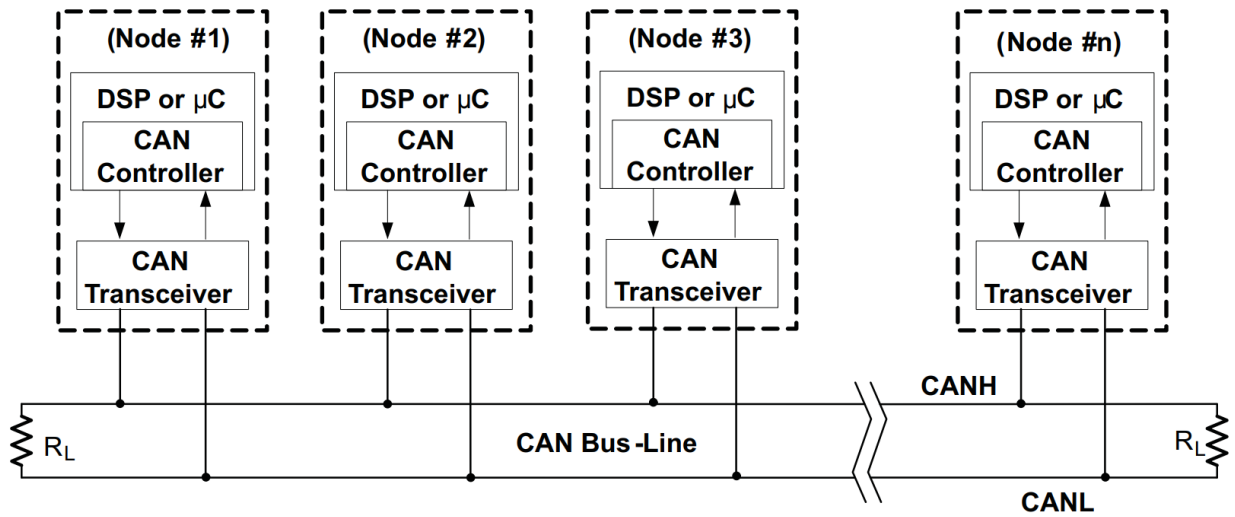 (Node #1)
DSP or µC
CAN
Controller
CAN
Transceiver
(Node #2)
DSP or µC
CAN
Controller
CAN
Transceiver
(Node #3)
DSP or µC
CAN
Controller
CAN
Transceiver
(Node #n)
DSP or µC
CAN
Controller
CAN
Transceiver
CANH
RL
CAN Bus-Line
RL
CANL